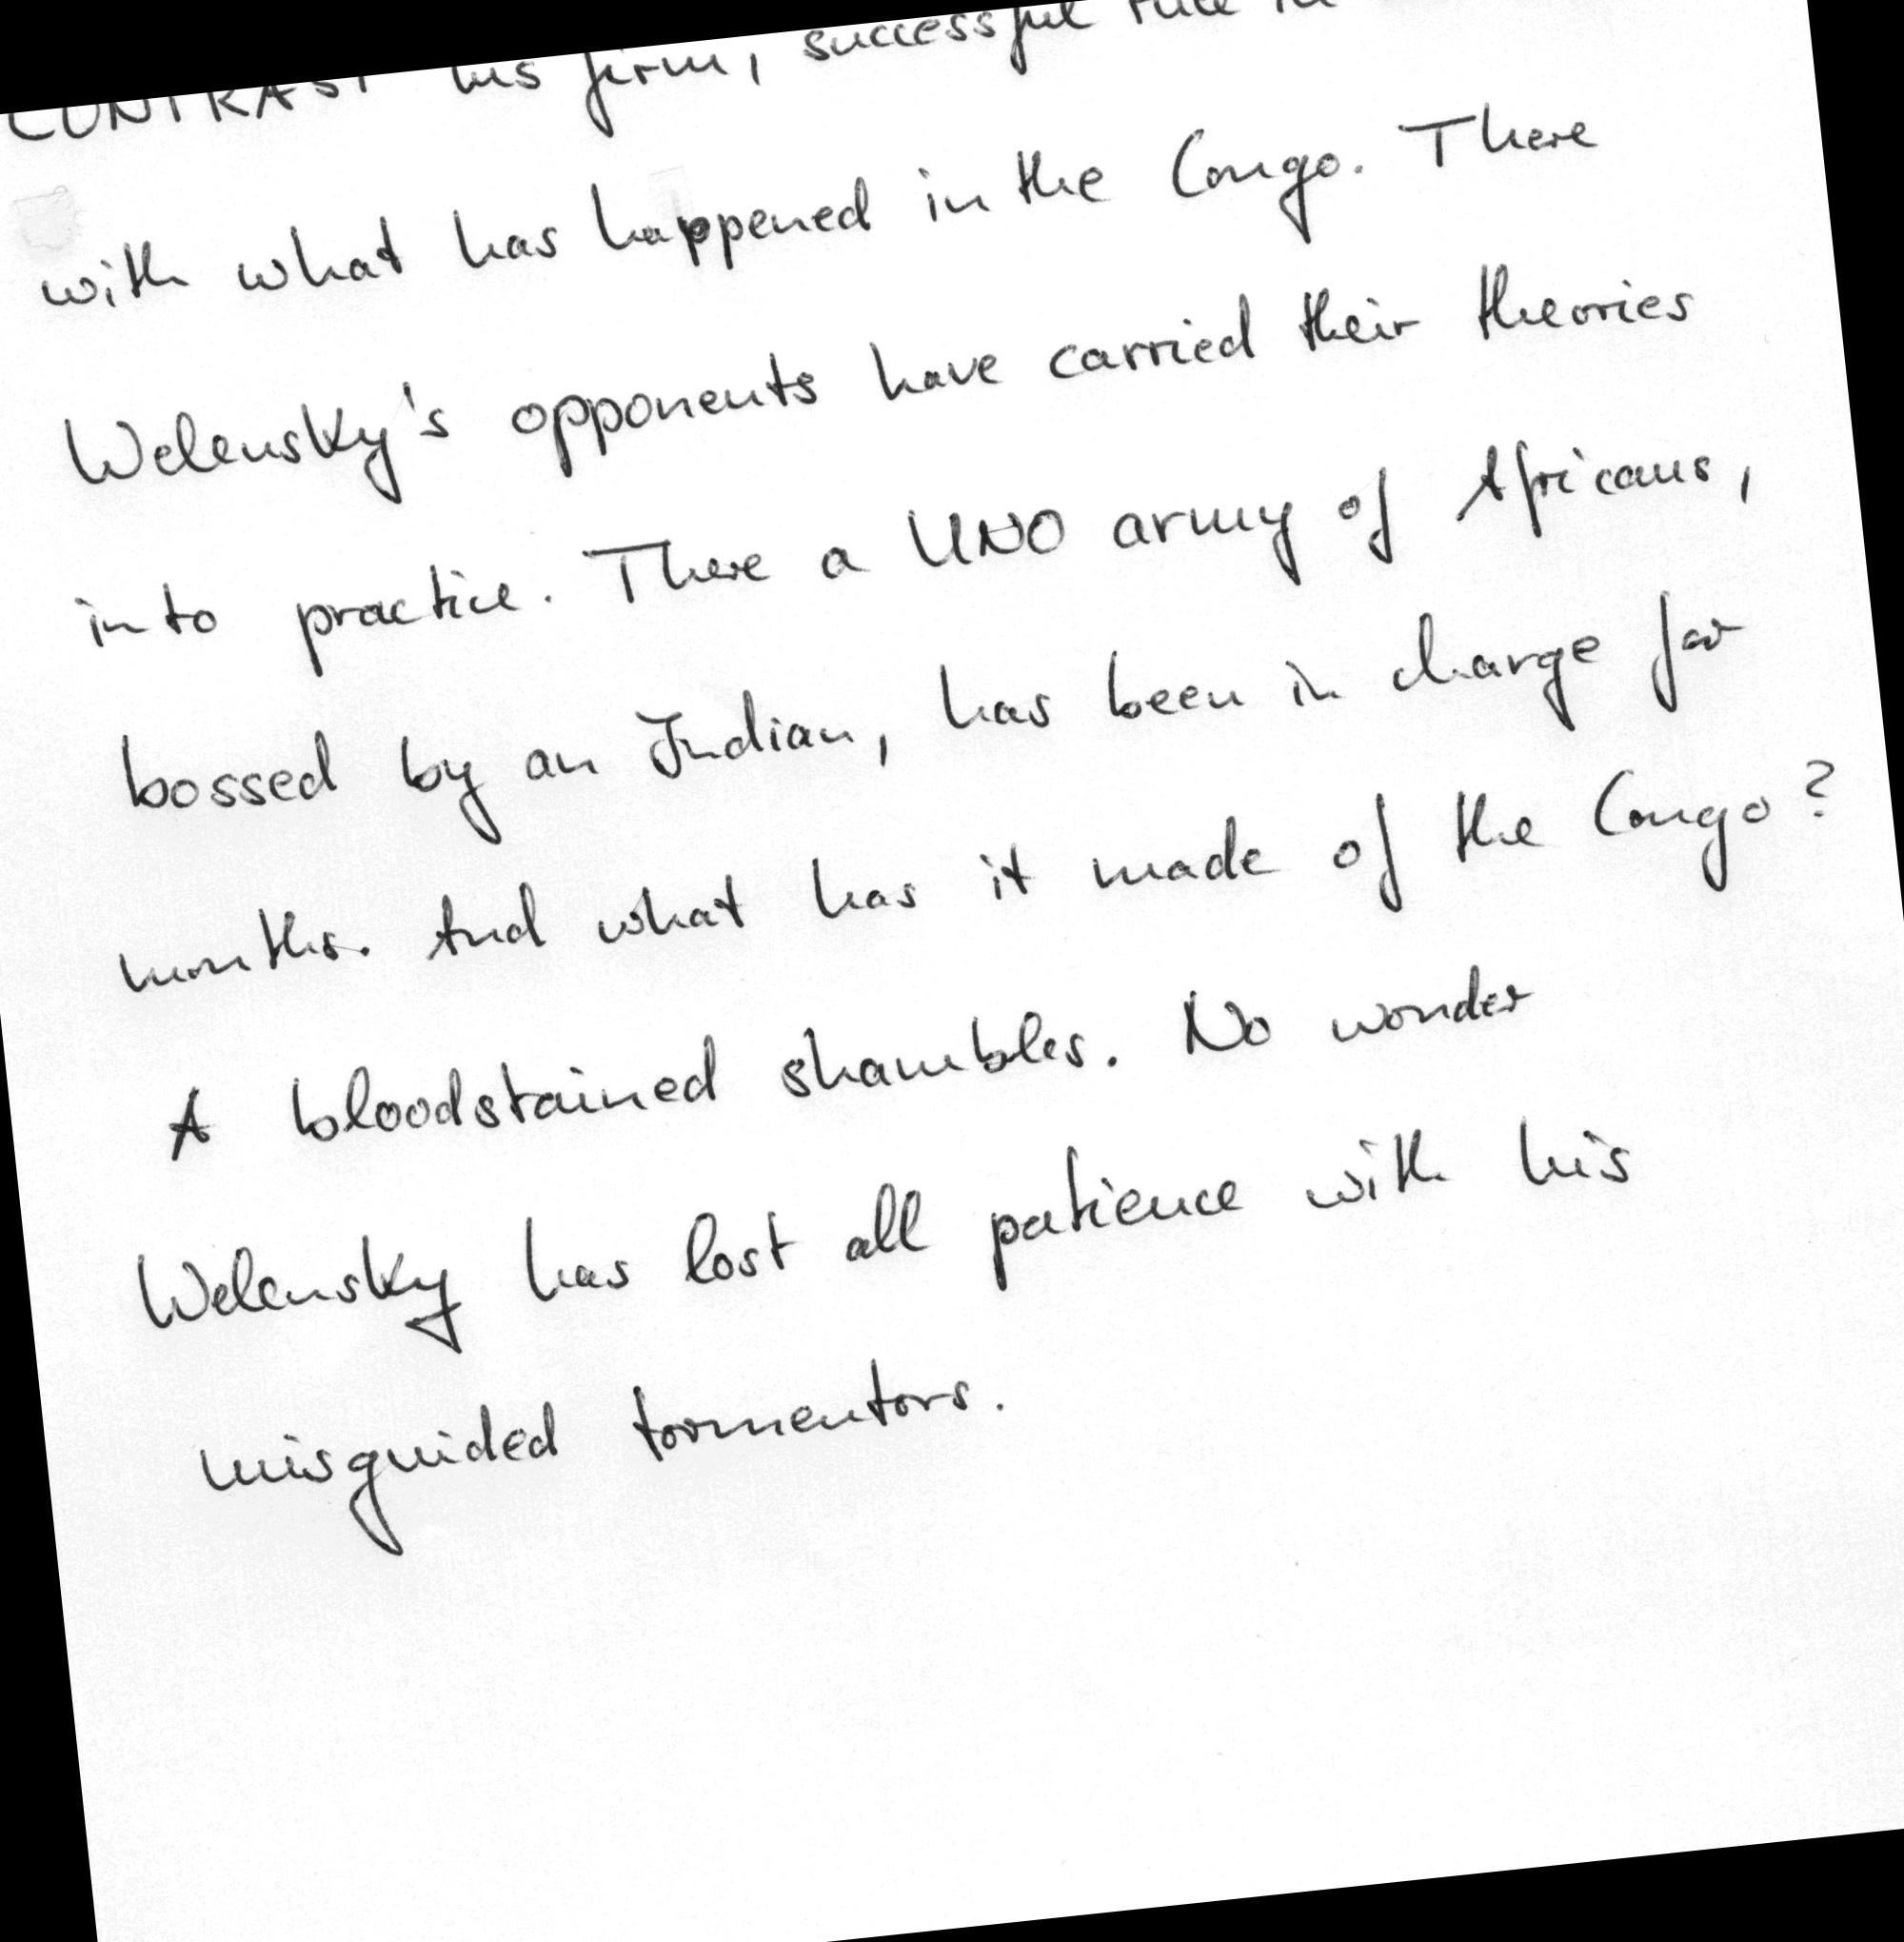 CONTRAST his firm, successful rule in
with what has happened in the Congo. There
Welensky's opponents have carried their theories
into practice. There a UNO army of Africans,
bossed by an Indian, has been in charge for
months. And what has it made of the Congo?
A bloodstained shambles. No wonder
Welensky has lost all patience with his
misguided tormentors.